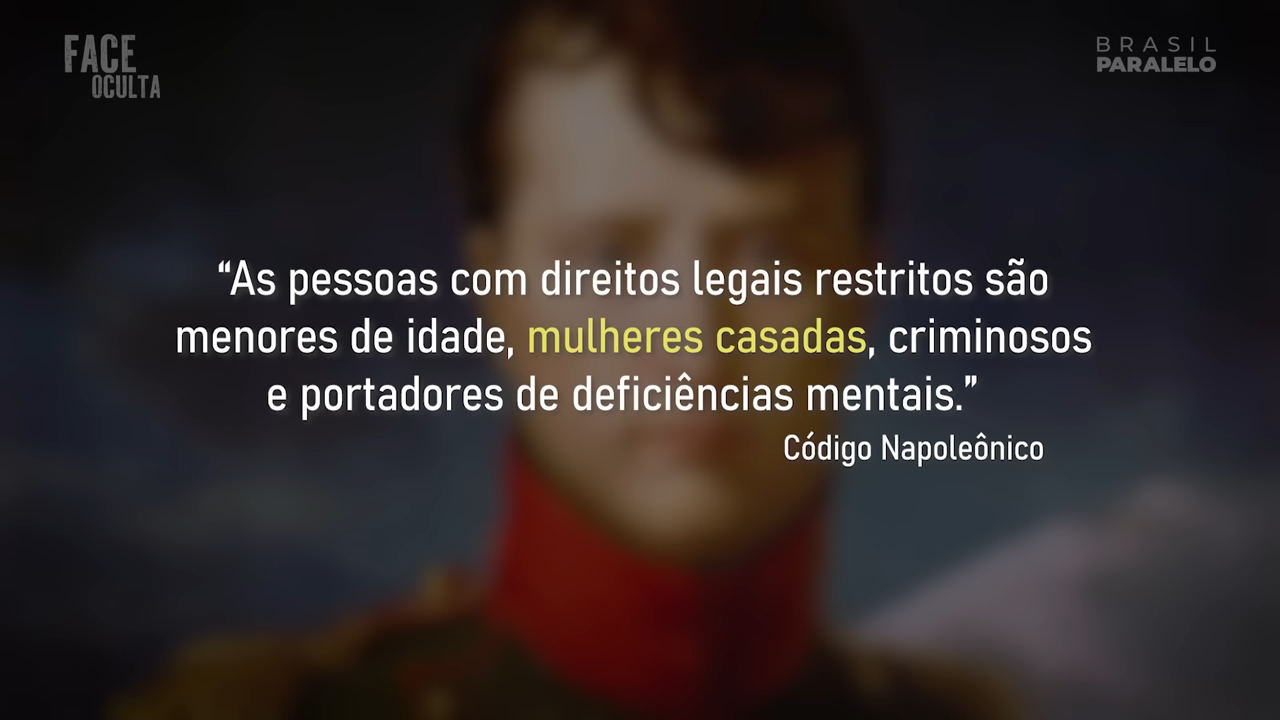 FACE
OCULTA
BRASIL
PARALELO
“As pessoas com direitos legais restritos são
menores de idade, mulheres casadas, criminosos
e portadores de deficiências mentais.”
Código Napoleônico